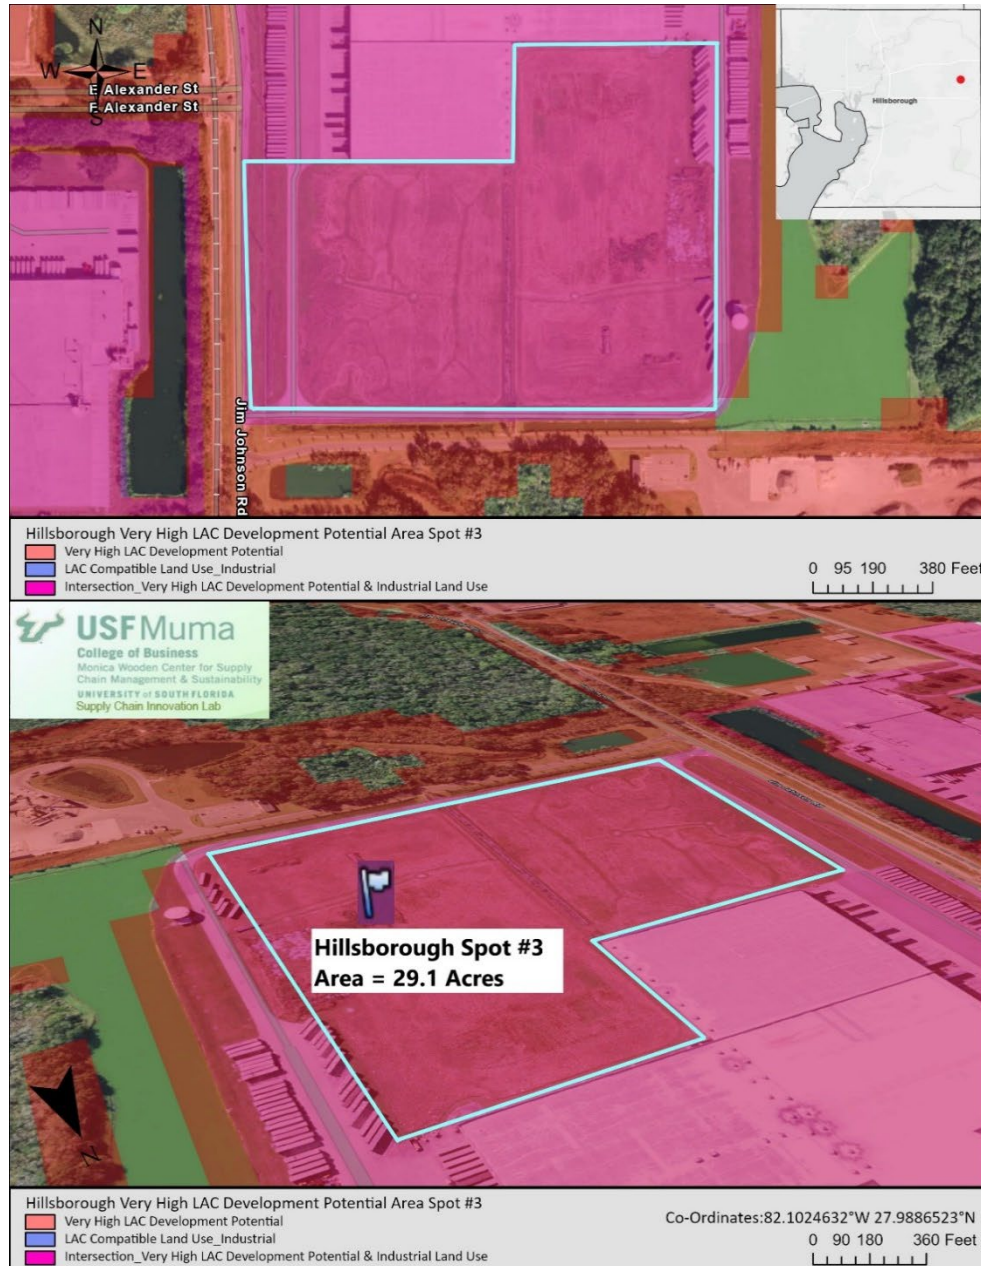 N
W E
S
E Alexander St
E Alexander St
Hillsborough
Jim Johnson Rd
Hillsborough Very High LAC Development Potential Area Spot #3
Very High LAC Development Potential
LAC Compatible Land Use_Industrial
Intersection_Very High LAC Development Potential & Industrial Land Use
0 95 190 380 Feet
USF Muma
College of Business
Monica Wooden Center for Supply
Chain Management & Sustainability
UNIVERSITY of SOUTH FLORIDA
Supply Chain Innovation Lab
Hillsborough Spot #3
Area = 29.1 Acres
N
Hillsborough Very High LAC Development Potential Area Spot #3
Very High LAC Development Potential
LAC Compatible Land Use_Industrial
Intersection_Very High LAC Development Potential & Industrial Land Use
Co-Ordinates:82.1024632°W 27.9886523°N
0 90 180 360 Feet